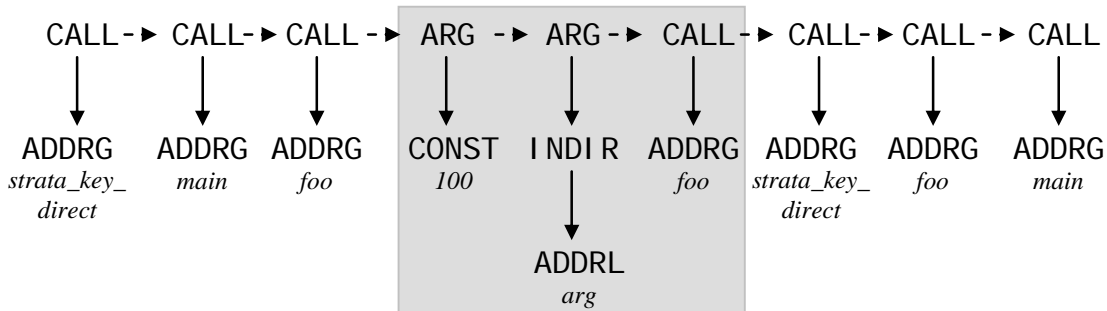 CALL CALL CALL ARG ARG CALL CALL CALL CALL
ADDRG ADDRG ADDRG CONST INDIR ADDRG ADDRG ADDRG ADDRG
strata_key_ main foo 100 foo strata_key_ foo main
direct direct
ADDRL
arg